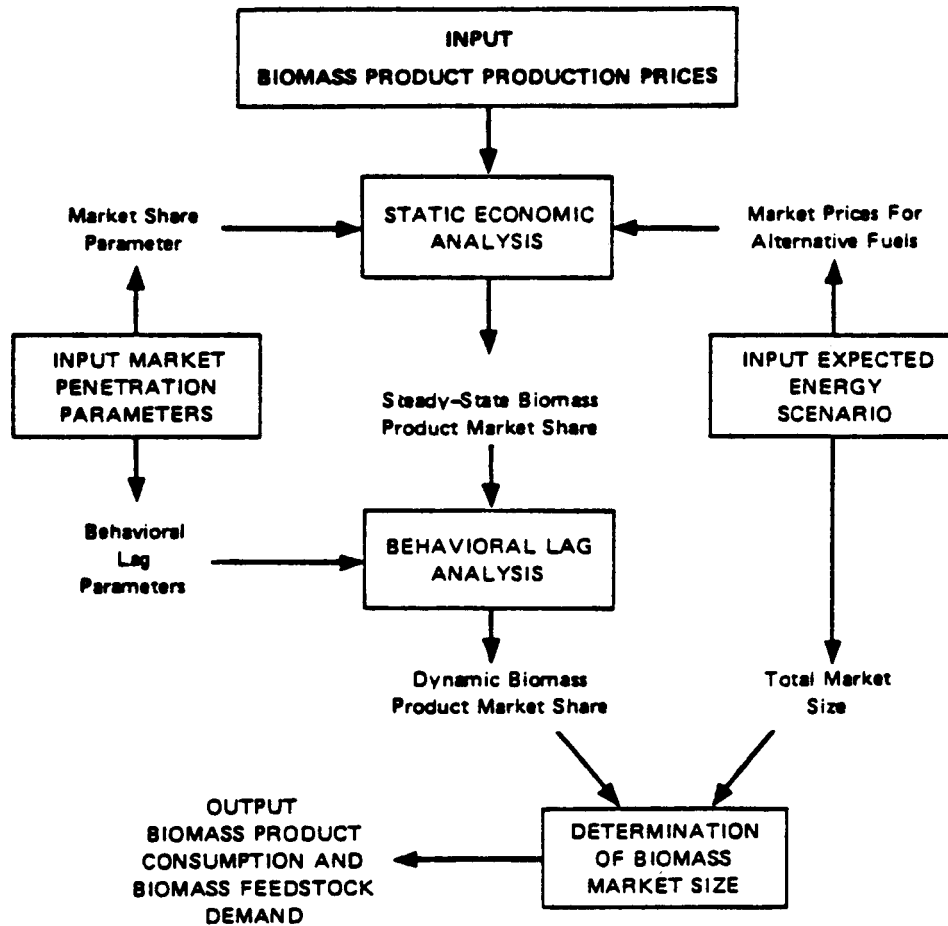 INPUT
BIOMASS PRODUCT PRODUCTION PRICES
Market Share
Parameter
STATIC ECONOMIC
ANALYSIS
Market Prices For
Alternative Fuels
INPUT MARKET
PENETRATION
PARAMETERS
Steady-State Biomass
Product Market Share
INPUT EXPECTED
ENERGY
SCENARIO
Behavioral
Lag
Parameters
BEHAVIORAL LAG
ANALYSIS
Dynamic Biomass
Product Market Share
Total Market
Size
OUTPUT
BIOMASS PRODUCT
CONSUMPTION AND
BIOMASS FEEDSTOCK
DEMAND
DETERMINATION
OF BIOMASS
MARKET SIZE